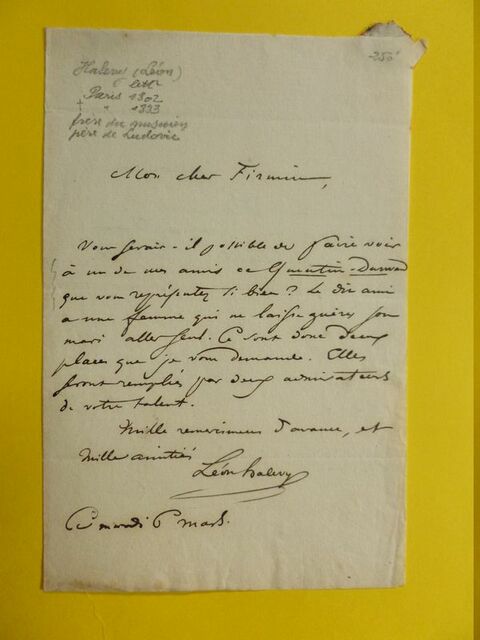 250
Halevy (Léon)
litt
Paris 1802
† " 1883
frère du musicien
père de Ludovic
Mon cher Firmin,
Vous serait-il possible de faire voir
à un de mes amis ce Quentin-Durward
que vous représentez si bien ? Le dit ami
a une femme qui ne laisse guères son
mari aller seul. Ce sont donc deux
places que je vous demande. Elles
seront remplies par deux admirateurs
de votre talent.
Mille remerciemens d'avance, et
mille amitiés
Léon halevy
Ce mardi 6 mars.